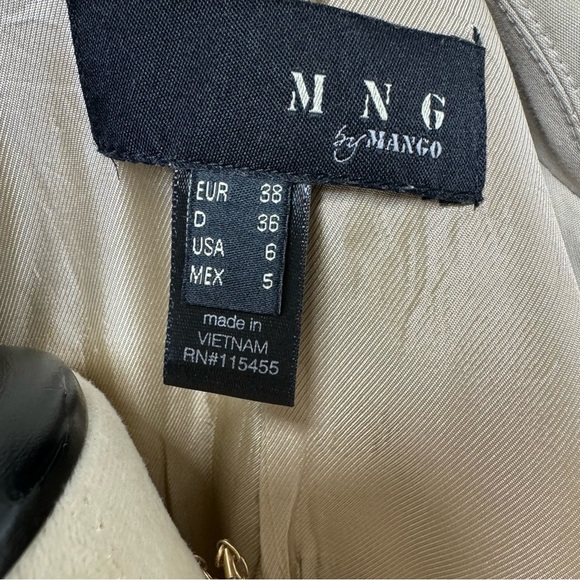 M N G
by MANGO
EUR 38
D 36
USA 6
MEX 5
made in
VIETNAM
RN#115455